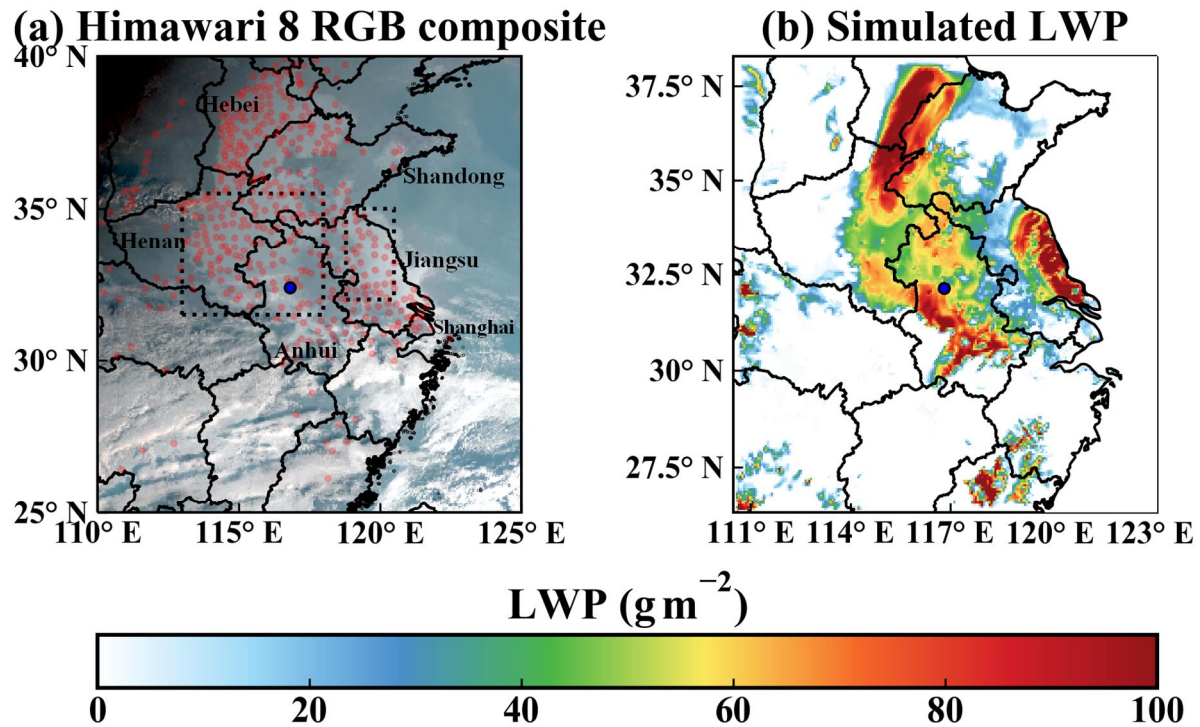 (a) Himawari 8 RGB composite
(b) Simulated LWP
40° N
35° N
30° N
25° N
110° E
115° E
120° E
125° E
Hebei
Shandong
Henan
Jiangsu
Shanghai
Anhui
37.5° N
35° N
32.5° N
30° N
27.5° N
111° E
114° E
117° E
120° E
123° E
LWP (g m⁻²)
0
20
40
60
80
100